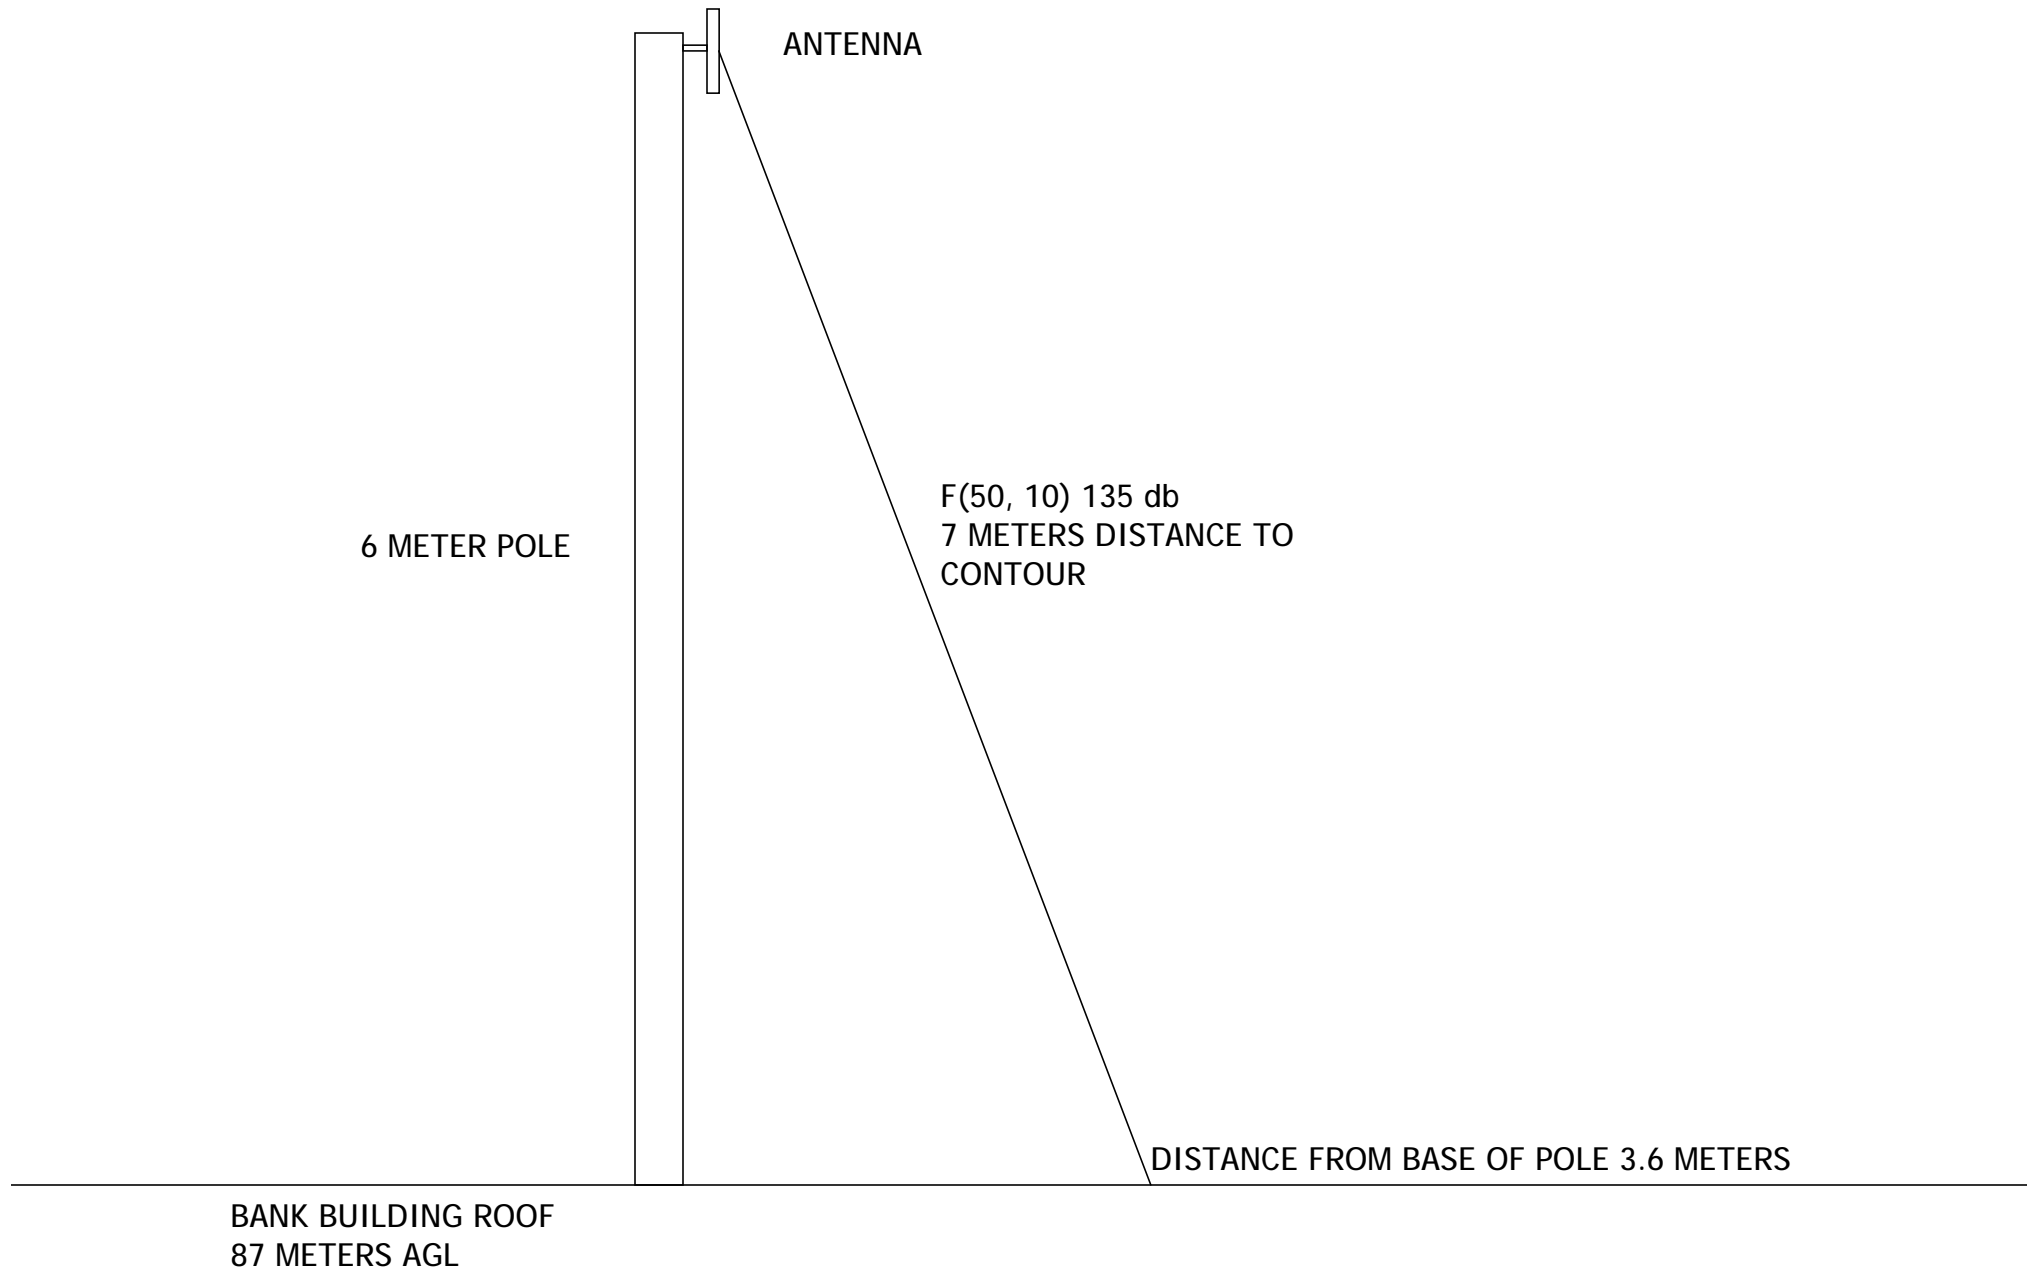 ANTENNA
F(50, 10) 135 db
7 METERS DISTANCE TO
CONTOUR
6 METER POLE
DISTANCE FROM BASE OF POLE 3.6 METERS
BANK BUILDING ROOF
87 METERS AGL